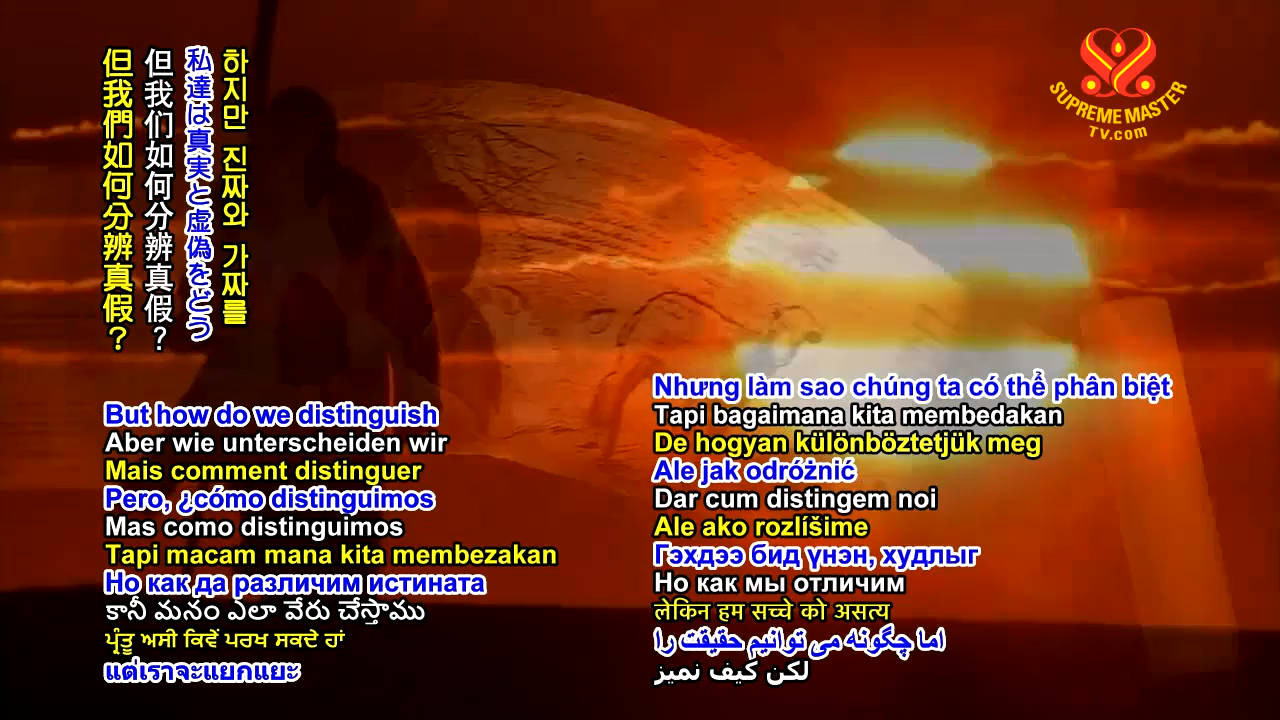 하지만 진짜와 가짜를
私達は真実と虚偽をどう
但我们如何分辨真假？
但我們如何分辨真假？
SUPREME MASTER
TV.com
But how do we distinguish
Aber wie unterscheiden wir
Mais comment distinguer
Pero, ¿cómo distinguimos
Mas como distinguimos
Tapi macam mana kita membezakan
Но как да различим истината
కానీ మనం ఎలా వేరు చేస్తాము
ਪ੍ਰੰਤੂ ਅਸੀ ਕਿਵੇਂ ਪਰਖ ਸਕਦੇ ਹਾਂ
แต่เราจะแยกแยะ
Nhưng làm sao chúng ta có thể phân biệt
Tapi bagaimana kita membedakan
De hogyan különböztetjük meg
Ale jak odróżnić
Dar cum distingem noi
Ale ako rozlíšime
Гэхдээ бид үнэн, худлыг
Но как мы отличим
लेकिन हम सच्चे को असत्य
اما چگونه می توانیم حقیقت را
لكن كيف نميز